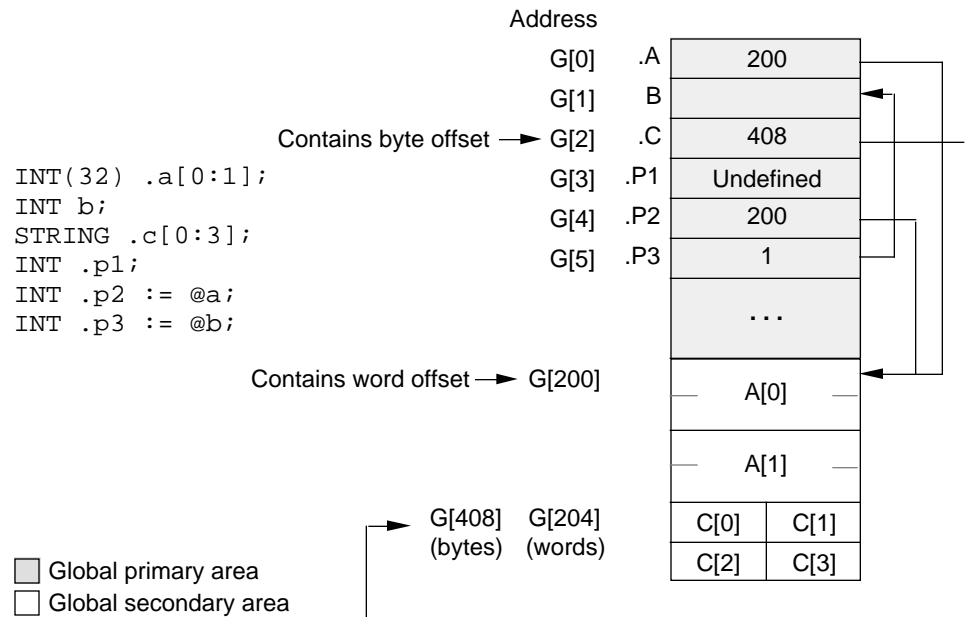 Address
G[0] .A 200
G[1] B
Contains byte offset G[2] .C 408
INT(32) .a[0:1]; G[3] .P1 Undefined
INT b; G[4] .P2 200
STRING .c[0:3]; G[5] .P3 1
INT .p1;
INT .p2 := @a;
INT .p3 := @b;
. . .
Contains word offset G[200]
A[0]
A[1]
G[408] G[204] C[0] C[1]
(bytes) (words) C[2] C[3]
Global primary area
Global secondary area